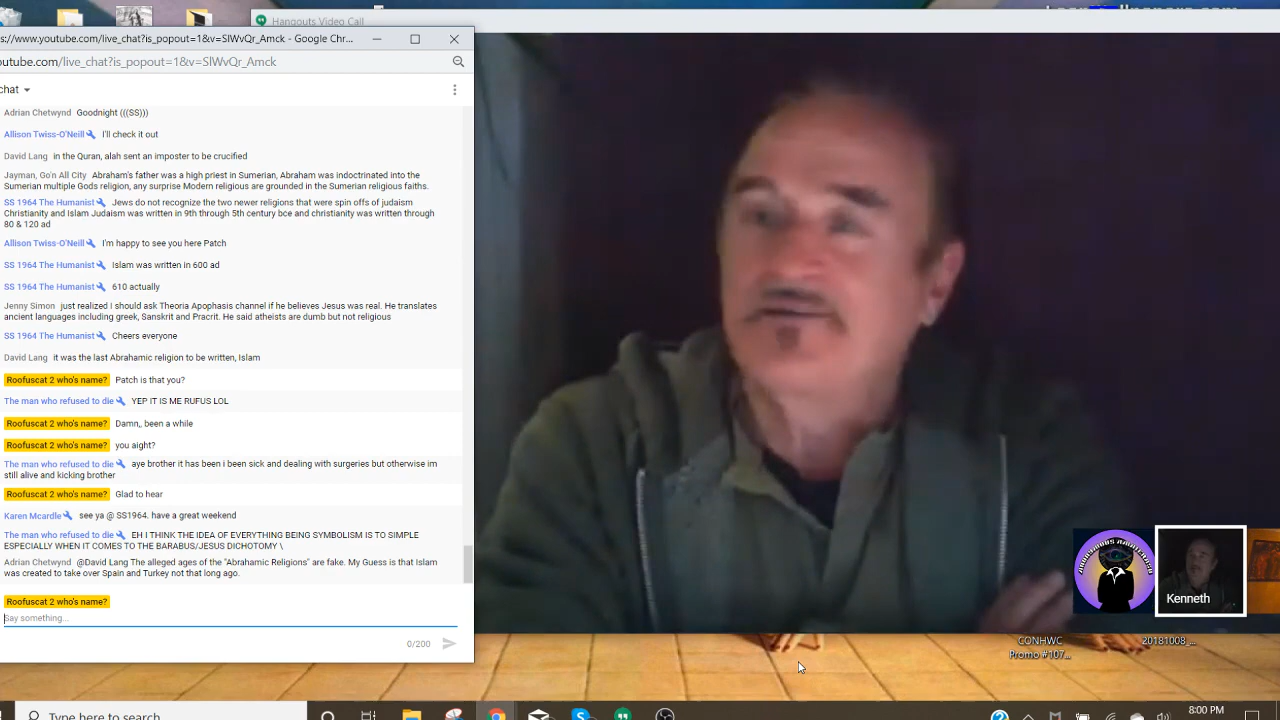 Hangouts Video Call
s://www.youtube.com/live_chat?is_popout=1&v=SlWvQr_Amck - Google Chr...
outube.com/live_chat?is_popout=1&v=SlWvQr_Amck
chat
Adrian Chetwynd Goodnight (((SS)))
Allison Twiss-O'Neill I'll check it out
David Lang in the Quran, alah sent an imposter to be crucified
Jayman, Go'n All City Abraham's father was a high priest in Sumerian, Abraham was indoctrinated into the
Sumerian multiple Gods religion, any surprise Modern religious are grounded in the Sumerian religious faiths.
SS 1964 The Humanist Jews do not recognize the two newer religions that were spin offs of judaism
Christianity and Islam Judaism was written in 9th through 5th century bce and christianity was written through
80 & 120 ad
Allison Twiss-O'Neill I'm happy to see you here Patch
SS 1964 The Humanist Islam was written in 600 ad
SS 1964 The Humanist 610 actually
Jenny Simon just realized I should ask Theoria Apophasis channel if he believes Jesus was real. He translates
ancient languages including greek, Sanskrit and Pracrit. He said atheists are dumb but not religious
SS 1964 The Humanist Cheers everyone
David Lang it was the last Abrahamic religion to be written, Islam
Roofuscat 2 who's name? Patch is that you?
The man who refused to die YEP IT IS ME RUFUS LOL
Roofuscat 2 who's name? Damn,, been a while
Roofuscat 2 who's name? you aight?
The man who refused to die aye brother it has been i been sick and dealing with surgeries but otherwise im
still alive and kicking brother
Roofuscat 2 who's name? Glad to hear
Karen Mcardle see ya @ SS1964. have a great weekend
The man who refused to die EH I THINK THE IDEA OF EVERYTHING BEING SYMBOLISM IS TO SIMPLE
ESPECIALLY WHEN IT COMES TO THE BARABUS/JESUS DICHOTOMY \
Adrian Chetwynd @David Lang The alleged ages of the "Abrahamic Religions" are fake. My Guess is that Islam
was created to take over Spain and Turkey not that long ago.
Roofuscat 2 who's name?
Say something...
0/200
Kenneth
CONHWC
Promo #107...
20181008_...
Type here to search
8:00 PM